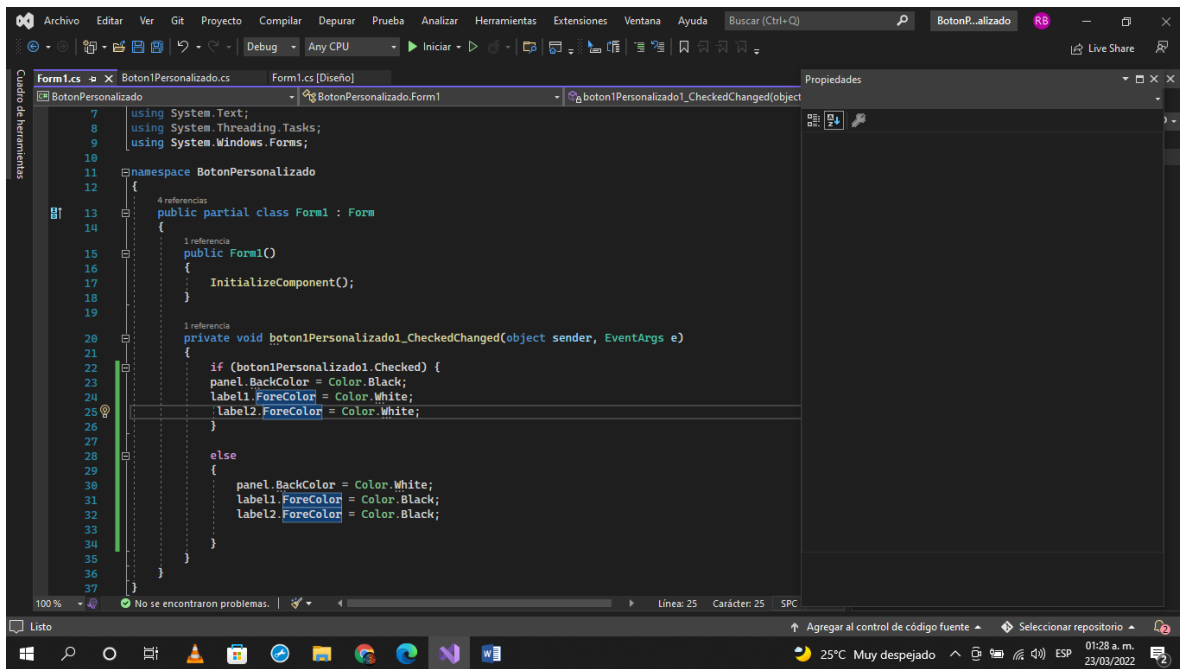 Archivo Editar Ver Git Proyecto Compilar Depurar Prueba Analizar Herramientas Extensiones Ventana Ayuda Buscar (Ctrl+Q) BotonP...alizado RB
Debug Any CPU Iniciar Live Share
Cuadro de herramientas
Form1.cs Boton1Personalizado.cs Form1.cs [Diseño]
BotonPersonalizado BotonPersonalizado.Form1 boton1Personalizado1_CheckedChanged(object
Propiedades
7 using System.Text;
8 using System.Threading.Tasks;
9 using System.Windows.Forms;
10
11 namespace BotonPersonalizado
12 {
4 referencias
13 public partial class Form1 : Form
14 {
1 referencia
15 public Form1()
16 {
17 InitializeComponent();
18 }
19
1 referencia
20 private void boton1Personalizado1_CheckedChanged(object sender, EventArgs e)
21 {
22 if (boton1Personalizado1.Checked) {
23 panel.BackColor = Color.Black;
24 label1.ForeColor = Color.White;
25 label2.ForeColor = Color.White;
26 }
27
28 else
29 {
30 panel.BackColor = Color.White;
31 label1.ForeColor = Color.Black;
32 label2.ForeColor = Color.Black;
33
34 }
35 }
36 }
37 }
100 % No se encontraron problemas. Línea: 25 Carácter: 25 SPC
Listo Agregar al control de código fuente Seleccionar repositorio 2
25°C Muy despejado ESP 01:28 a. m.
23/03/2022 2